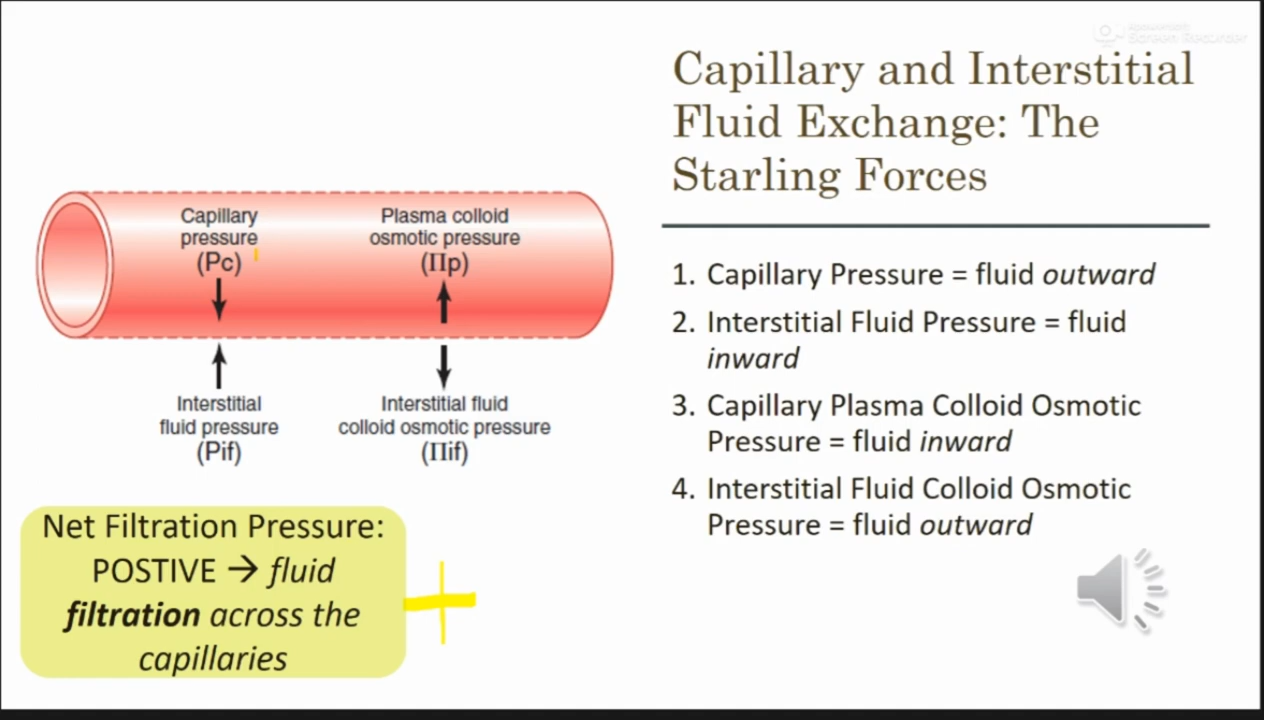 Apowersoft
Screen Recorder
Capillary and Interstitial
Fluid Exchange: The
Starling Forces
Capillary
pressure
(Pc)
Plasma colloid
osmotic pressure
(Πp)
Interstitial
fluid pressure
(Pif)
Interstitial fluid
colloid osmotic pressure
(Πif)
1. Capillary Pressure = fluid outward
2. Interstitial Fluid Pressure = fluid
inward
3. Capillary Plasma Colloid Osmotic
Pressure = fluid inward
4. Interstitial Fluid Colloid Osmotic
Pressure = fluid outward
Net Filtration Pressure:
POSTIVE → fluid
filtration across the
capillaries
+